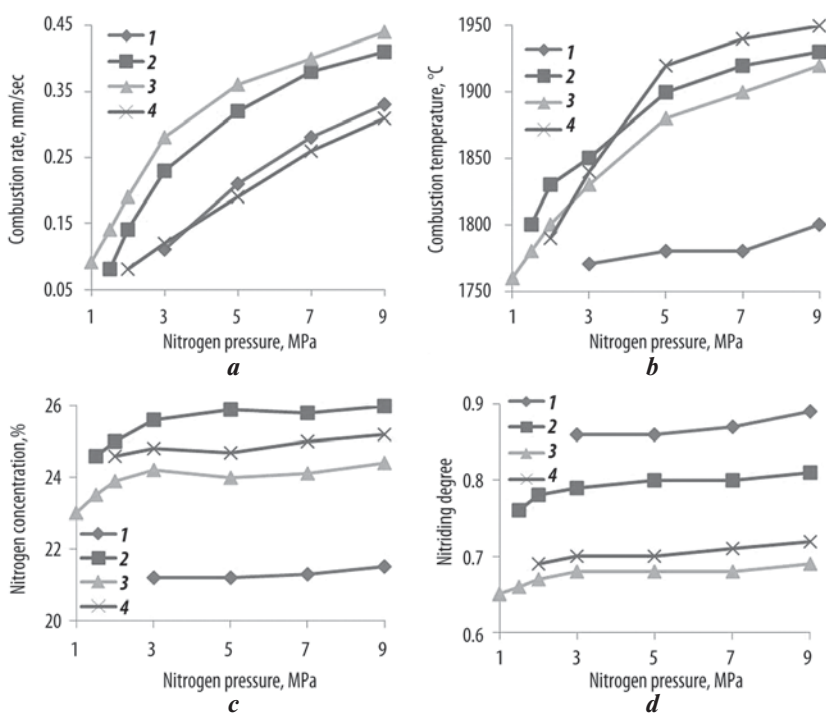 Combustion rate, mm/sec
0.45
0.35
0.25
0.15
0.05
1
2
3
4
1 3 5 7 9
Nitrogen pressure, MPa
a
Combustion temperature, °C
1950
1900
1850
1800
1750
1
2
3
4
1 3 5 7 9
Nitrogen pressure, MPa
b
Nitrogen concentration,%
26
24
22
20
1
2
3
4
1 3 5 7 9
Nitrogen pressure, MPa
c
Nitriding degree
0.9
0.8
0.7
0.6
1
2
3
4
1 3 5 7 9
Nitrogen pressure, MPa
d